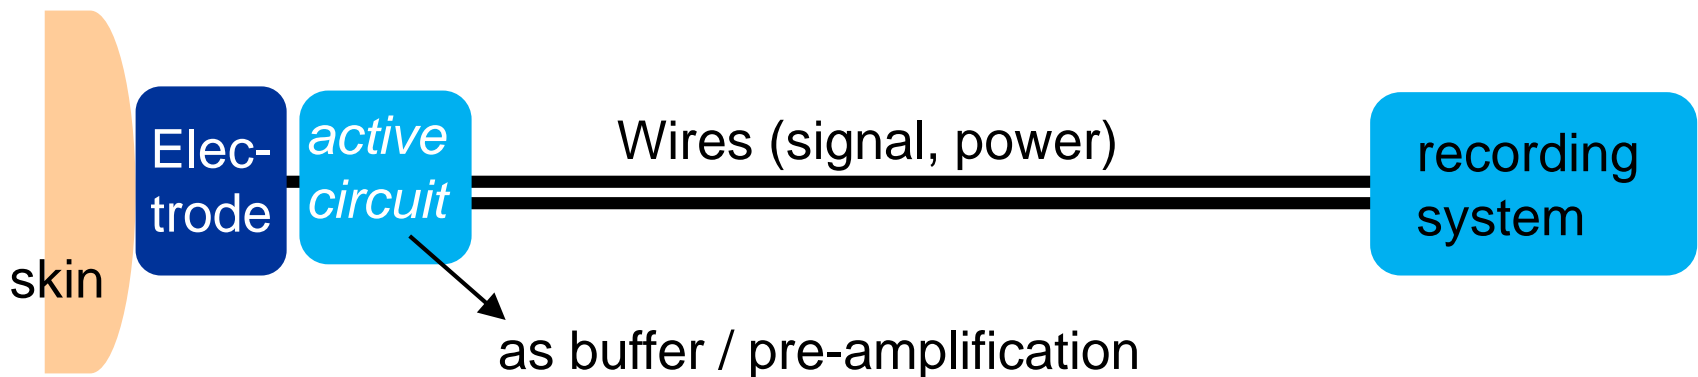 skin
Elec-
trode
active
circuit
Wires (signal, power)
recording
system
as buffer / pre-amplification